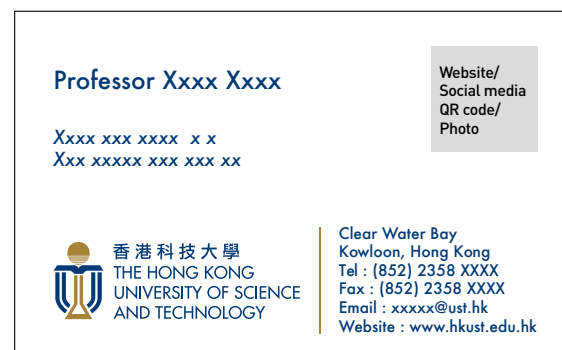 Professor Xxxx Xxxx
Website/
Social media
QR code/
Photo
Xxxx xxx xxxx x x
Xxx xxxxx xxx xxx xx
香港科技大學
THE HONG KONG
UNIVERSITY OF SCIENCE
AND TECHNOLOGY
Clear Water Bay
Kowloon, Hong Kong
Tel : (852) 2358 XXXX
Fax : (852) 2358 XXXX
Email : xxxxx@ust.hk
Website : www.hkust.edu.hk